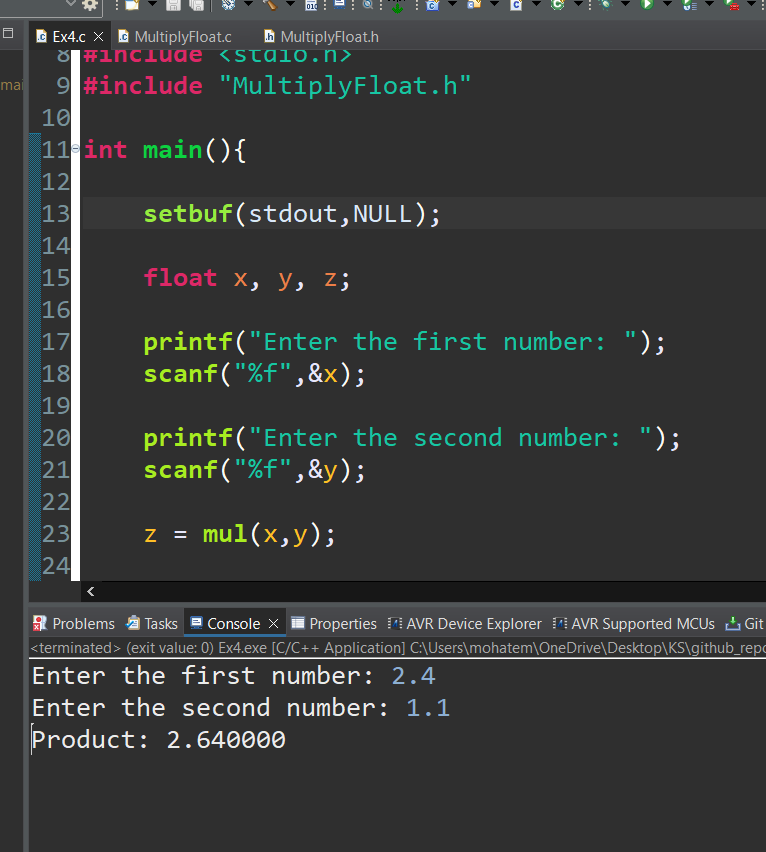 Ex4.c MultiplyFloat.c MultiplyFloat.h
8 #include <stdio.h>
mai
9 #include "MultiplyFloat.h"
10
11 int main(){
12
13 setbuf(stdout,NULL);
14
15 float x, y, z;
16
17 printf("Enter the first number: ");
18 scanf("%f",&x);
19
20 printf("Enter the second number: ");
21 scanf("%f",&y);
22
23 z = mul(x,y);
24
Problems Tasks Console Properties AVR Device Explorer AVR Supported MCUs Git
<terminated> (exit value: 0) Ex4.exe [C/C++ Application] C:\Users\mohatem\OneDrive\Desktop\KS\github_repo
Enter the first number: 2.4
Enter the second number: 1.1
Product: 2.640000